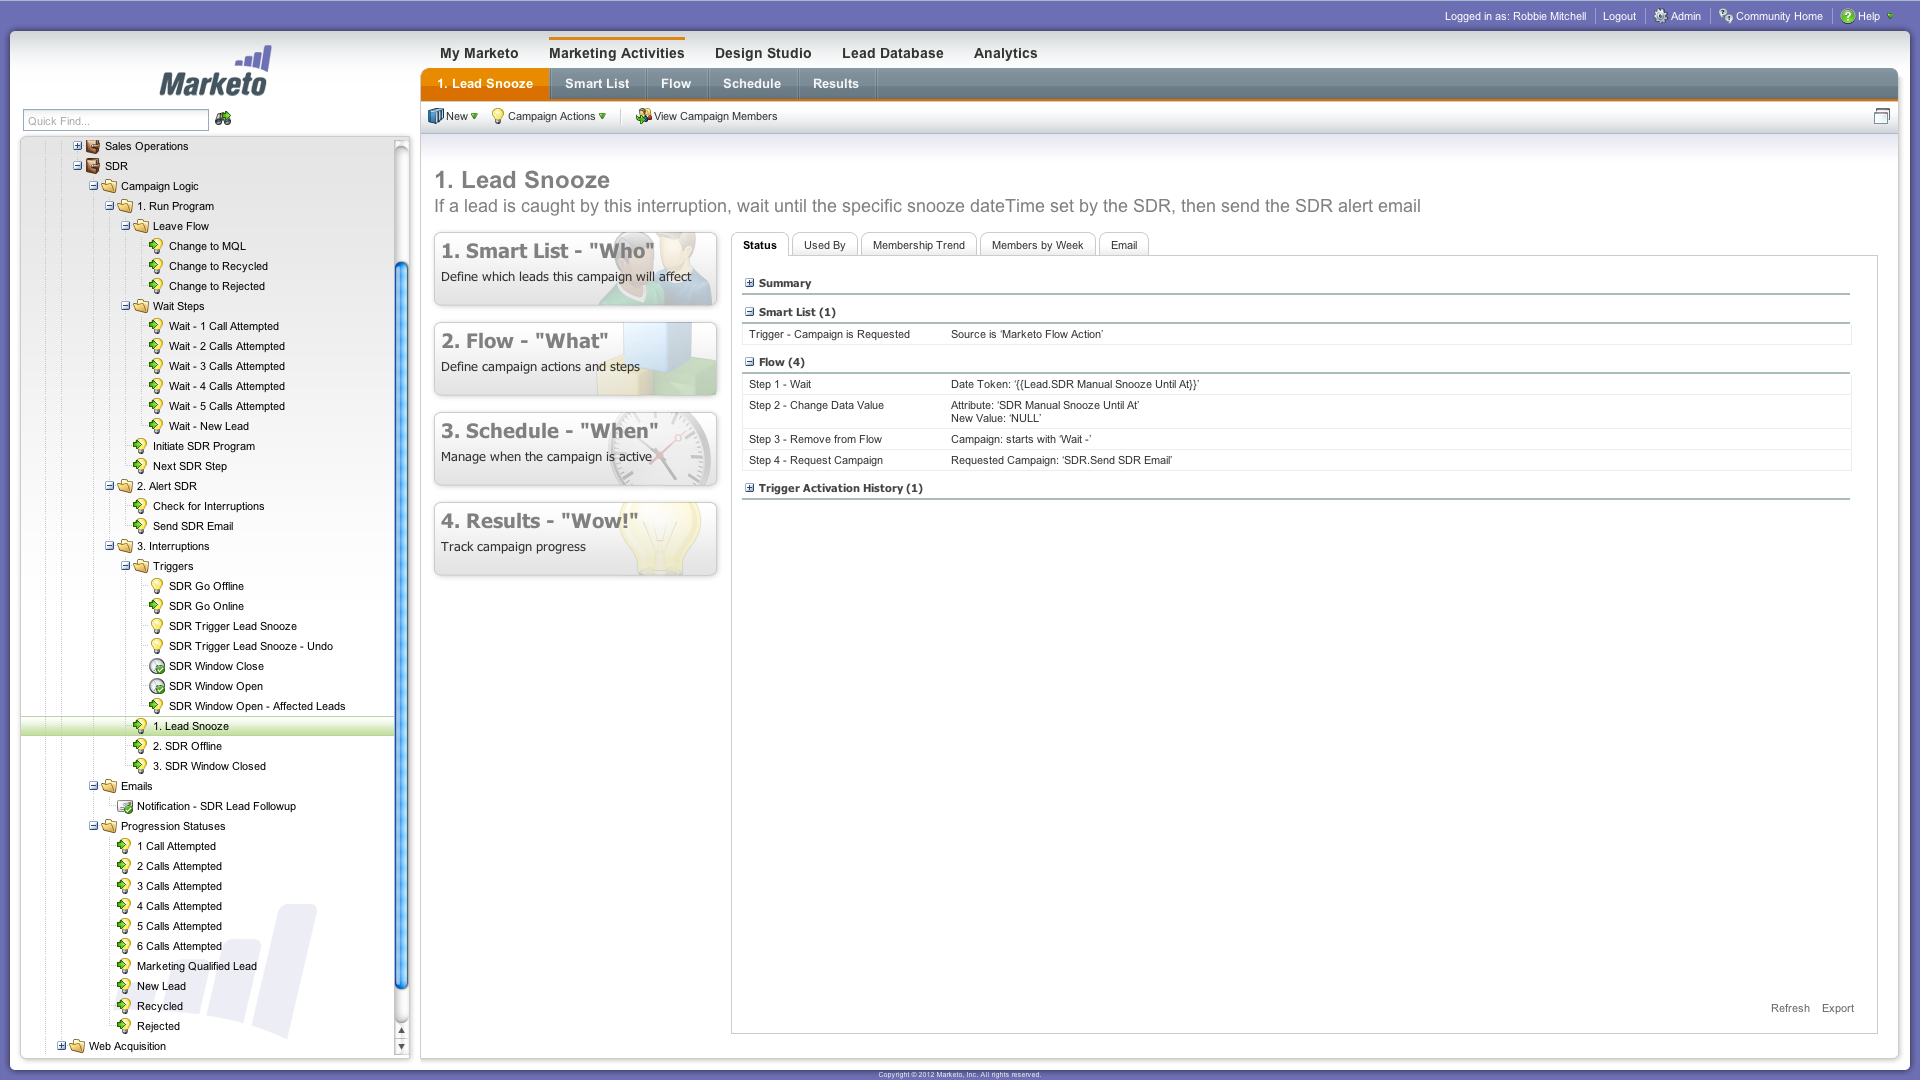 Logged in as: Robbie Mitchell
Logout
Admin
Community Home
Help
Marketo
My Marketo
Marketing Activities
Design Studio
Lead Database
Analytics
Quick Find...
1. Lead Snooze
Smart List
Flow
Schedule
Results
New
Campaign Actions
View Campaign Members
Sales Operations
SDR
Campaign Logic
1. Run Program
Leave Flow
Change to MQL
Change to Recycled
Change to Rejected
Wait Steps
Wait - 1 Call Attempted
Wait - 2 Calls Attempted
Wait - 3 Calls Attempted
Wait - 4 Calls Attempted
Wait - 5 Calls Attempted
Wait - New Lead
Initiate SDR Program
Next SDR Step
2. Alert SDR
Check for Interruptions
Send SDR Email
3. Interruptions
Triggers
SDR Go Offline
SDR Go Online
SDR Trigger Lead Snooze
SDR Trigger Lead Snooze - Undo
SDR Window Close
SDR Window Open
SDR Window Open - Affected Leads
1. Lead Snooze
2. SDR Offline
3. SDR Window Closed
Emails
Notification - SDR Lead Followup
Progression Statuses
1 Call Attempted
2 Calls Attempted
3 Calls Attempted
4 Calls Attempted
5 Calls Attempted
6 Calls Attempted
Marketing Qualified Lead
New Lead
Recycled
Rejected
Web Acquisition
1. Lead Snooze
If a lead is caught by this interruption, wait until the specific snooze dateTime set by the SDR, then send the SDR alert email
1. Smart List - "Who"
Define which leads this campaign will affect
2. Flow - "What"
Define campaign actions and steps
3. Schedule - "When"
Manage when the campaign is active
4. Results - "Wow!"
Track campaign progress
Status
Used By
Membership Trend
Members by Week
Email
Summary
Smart List (1)
Trigger - Campaign is Requested
Source is ‘Marketo Flow Action’
Flow (4)
Step 1 - Wait
Date Token: ‘{{Lead.SDR Manual Snooze Until At}}’
Step 2 - Change Data Value
Attribute: ‘SDR Manual Snooze Until At’
New Value: ‘NULL’
Step 3 - Remove from Flow
Campaign: starts with ‘Wait -’
Step 4 - Request Campaign
Requested Campaign: ‘SDR.Send SDR Email’
Trigger Activation History (1)
Refresh
Export
Copyright © 2012 Marketo, Inc. All rights reserved.